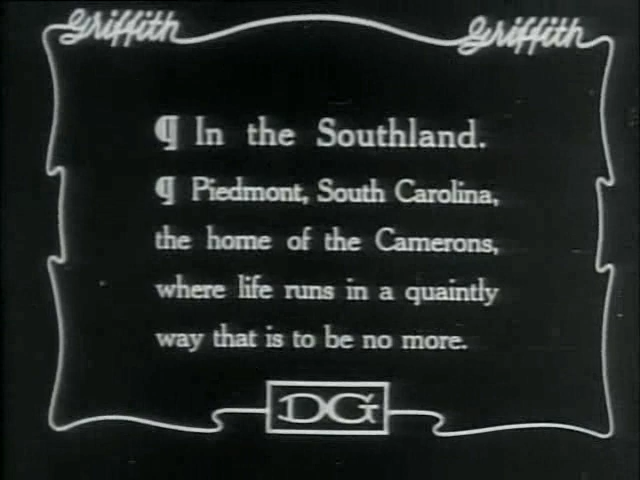 Griffith Griffith
¶ In the Southland.
¶ Piedmont, South Carolina,
the home of the Camerons,
where life runs in a quaintly
way that is to be no more.
DG